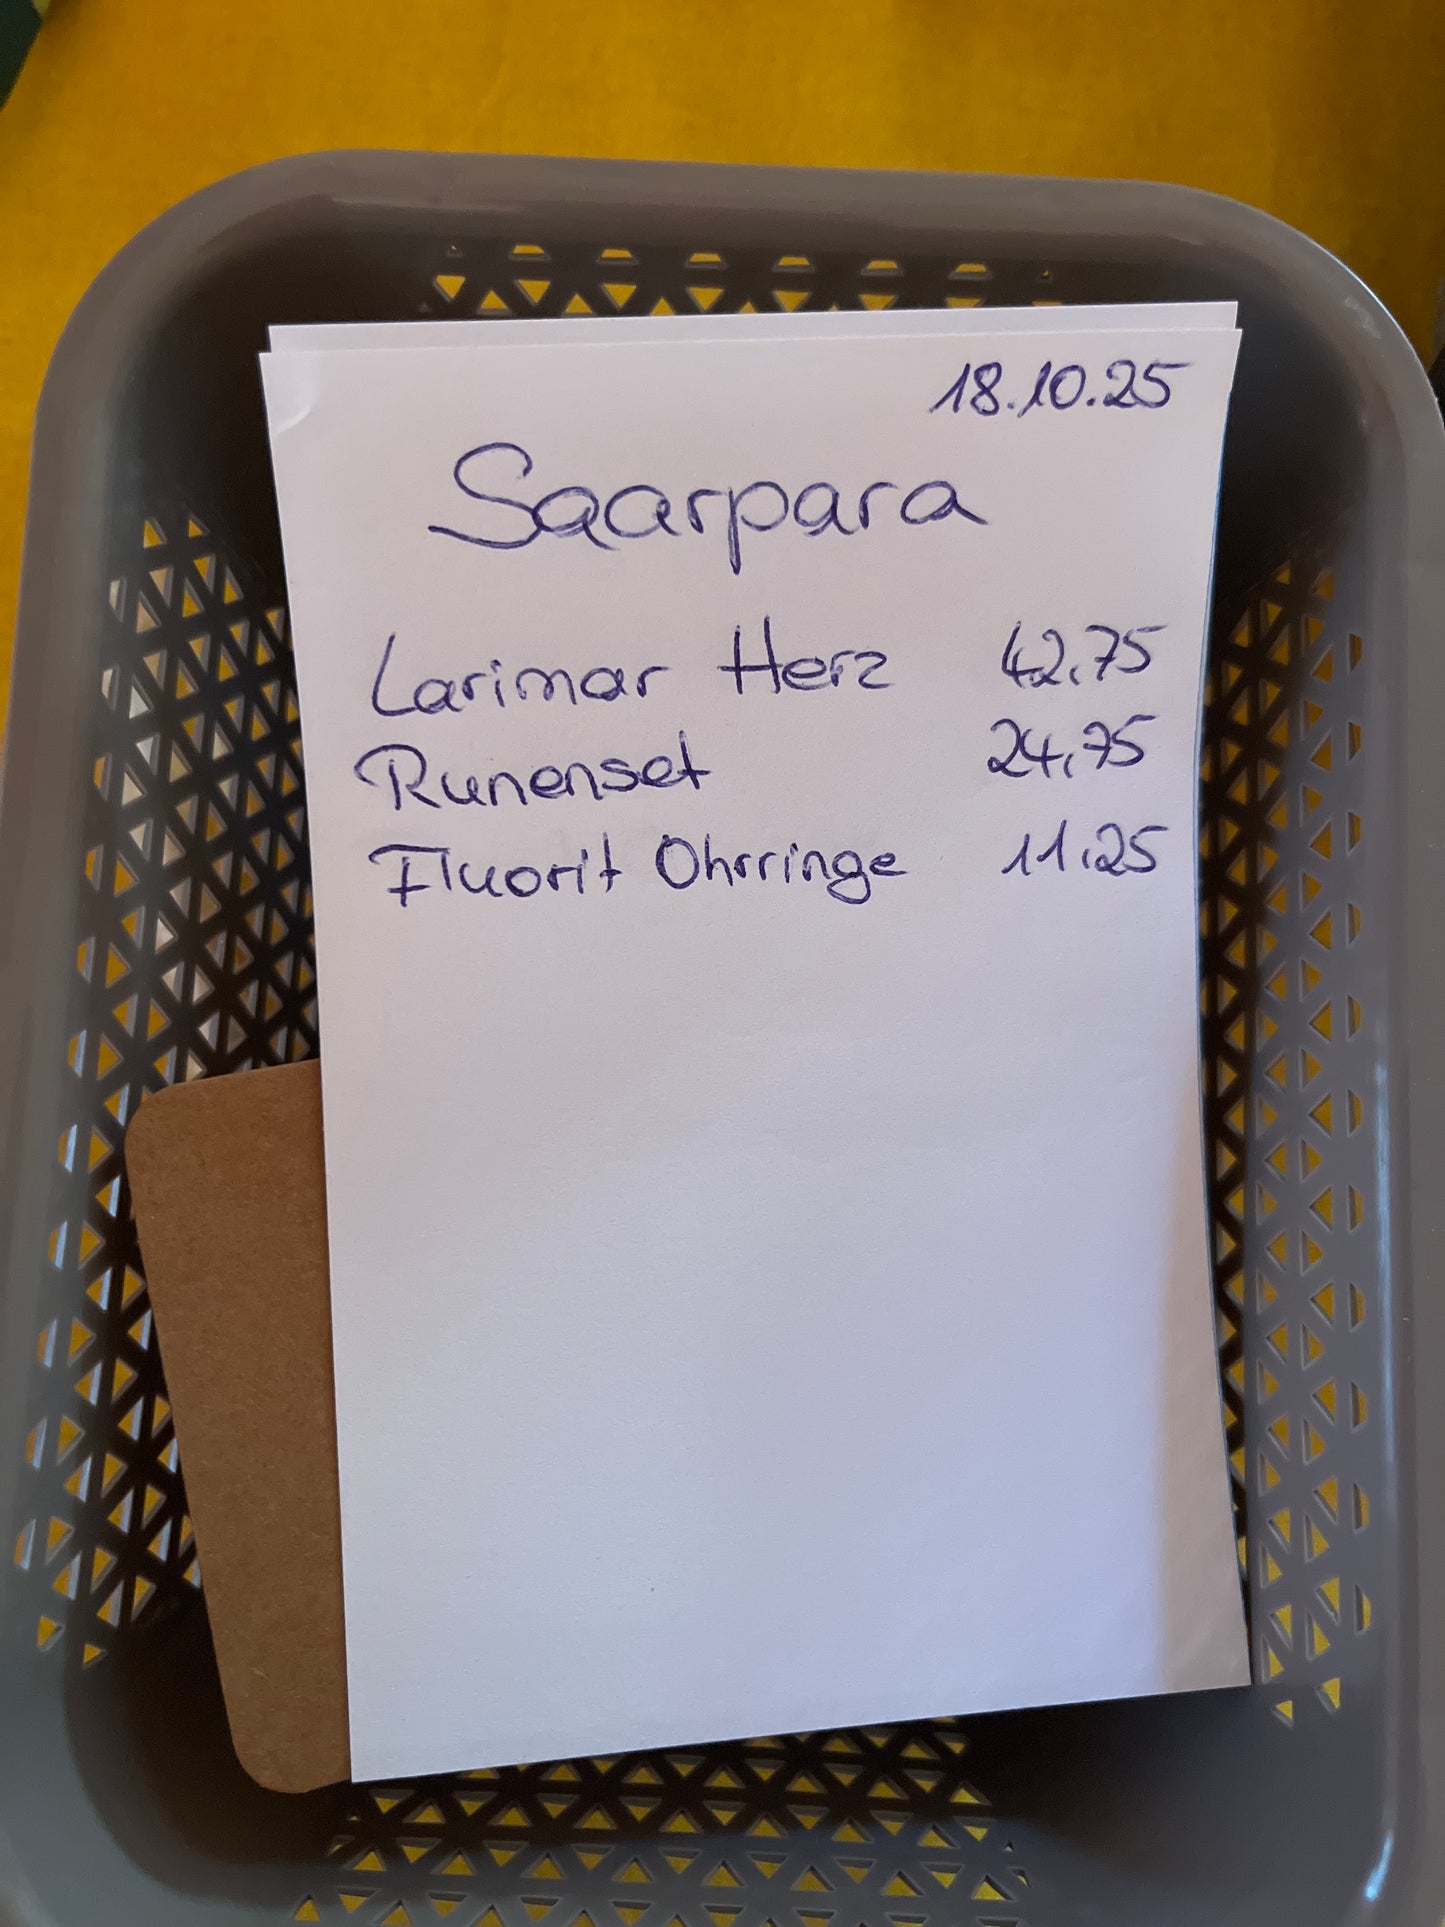 18.10.25
Saarpara
Larimar Herz 42,75
Runenset 24,75
Fluorit Ohrringe 11,25